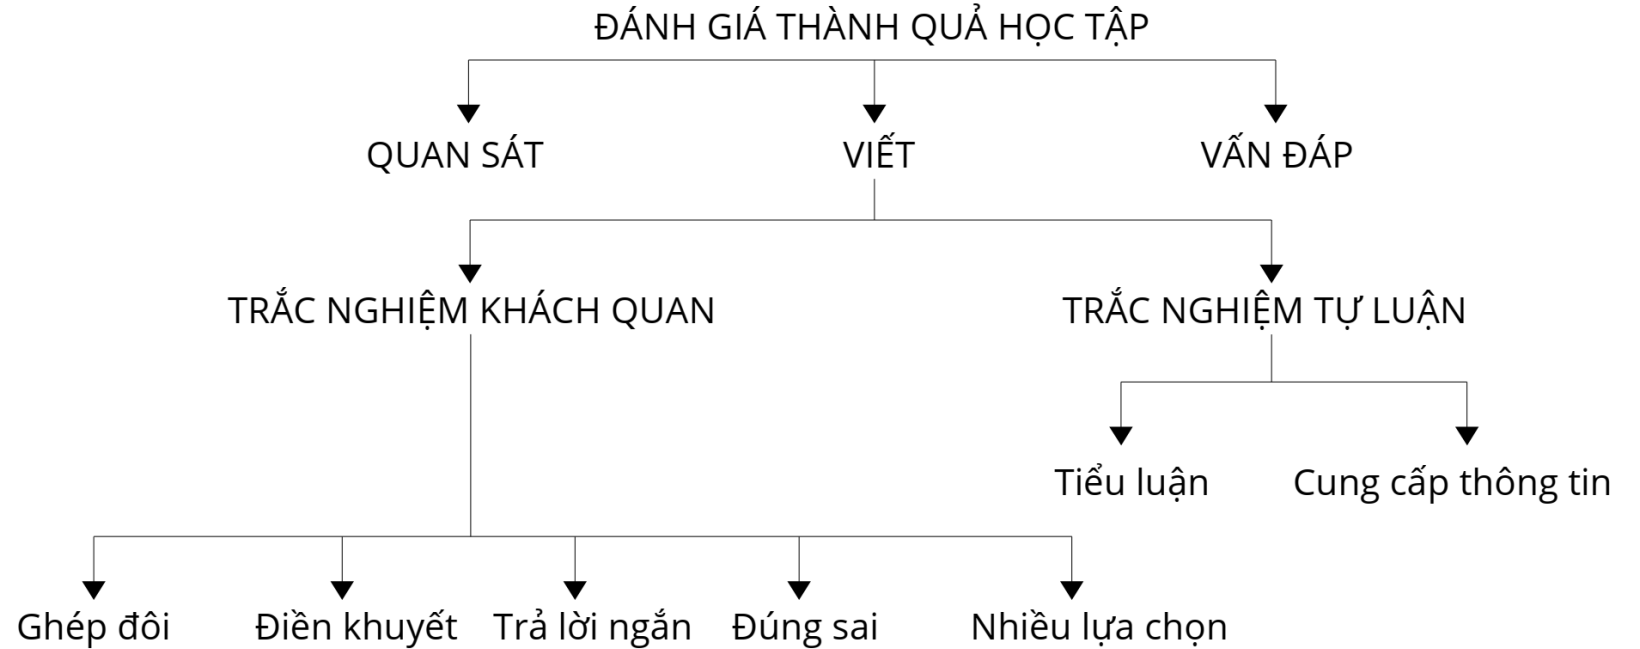 ĐÁNH GIÁ THÀNH QUẢ HỌC TẬP
QUAN SÁT
VIẾT
VẤN ĐÁP
TRẮC NGHIỆM KHÁCH QUAN
TRẮC NGHIỆM TỰ LUẬN
Tiểu luận
Cung cấp thông tin
Ghép đôi
Điền khuyết
Trả lời ngắn
Đúng sai
Nhiều lựa chọn